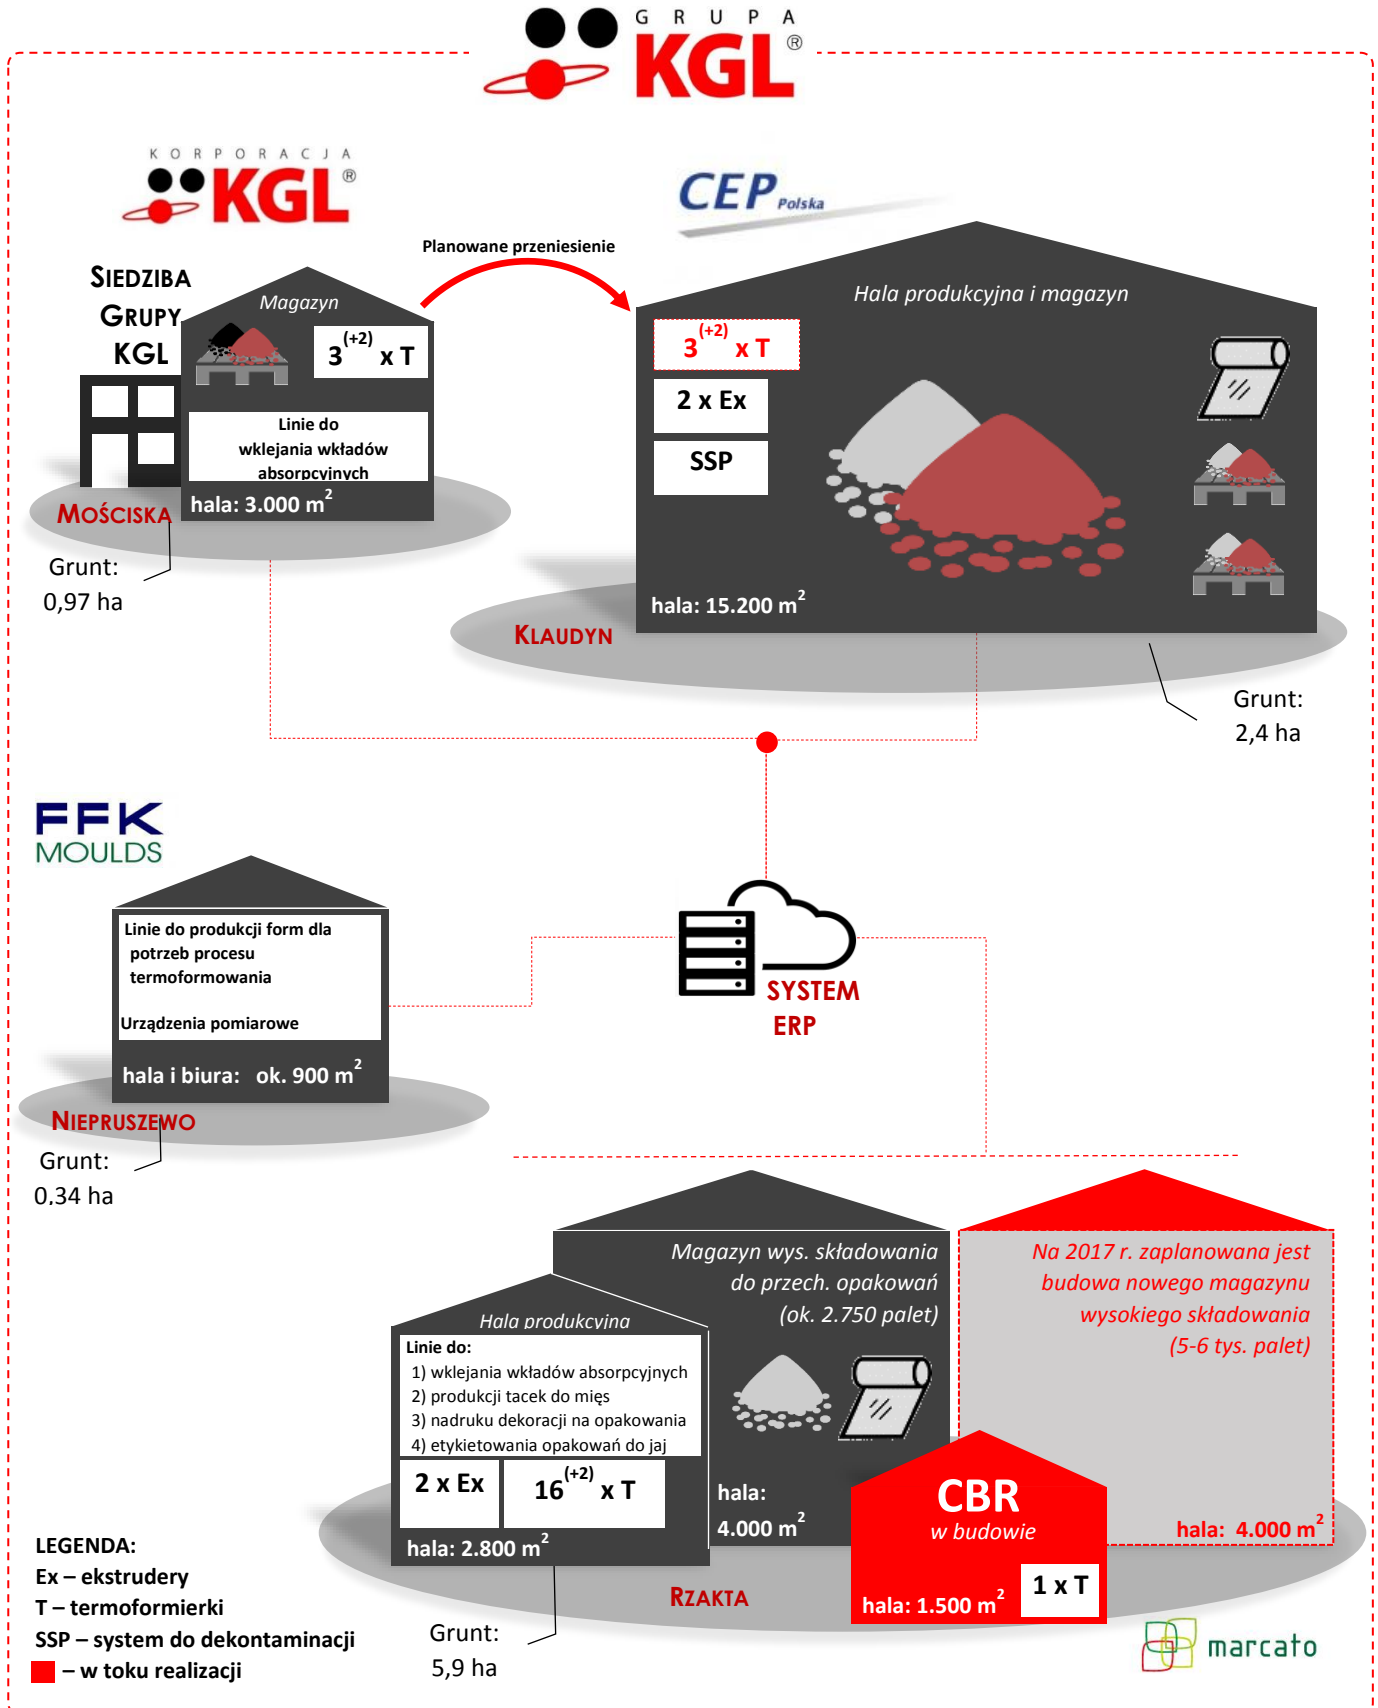 GRUPA
KGL®
KORPORACJA
KGL®
CEP Polska
Planowane przeniesienie
SIEDZIBA
GRUPY
KGL
Magazyn
3(+2) x T
Linie do
wklejania wkładów
absorpcyjnych
hala: 3.000 m2
MOŚCISKA
Grunt:
0,97 ha
Hala produkcyjna i magazyn
3(+2) x T
2 x Ex
SSP
hala: 15.200 m2
KLAUDYN
Grunt:
2,4 ha
FFK
MOULDS
Linie do produkcji form dla
potrzeb procesu
termoformowania
Urządzenia pomiarowe
hala i biura: ok. 900 m2
NIEPRUSZEWO
Grunt:
0,34 ha
SYSTEM
ERP
Magazyn wys. składowania
do przech. opakowań
(ok. 2.750 palet)
hala:
4.000 m2
Na 2017 r. zaplanowana jest
budowa nowego magazynu
wysokiego składowania
(5-6 tys. palet)
hala: 4.000 m2
Hala produkcyjna
Linie do:
1) wklejania wkładów absorpcyjnych
2) produkcji tacek do mięs
3) nadruku dekoracji na opakowania
4) etykietowania opakowań do jaj
2 x Ex
16(+2) x T
hala: 2.800 m2
CBR
w budowie
1 x T
hala: 1.500 m2
RZAKTA
Grunt:
5,9 ha
marcato
LEGENDA:
Ex – ekstrudery
T – termoformierki
SSP – system do dekontaminacji
– w toku realizacji